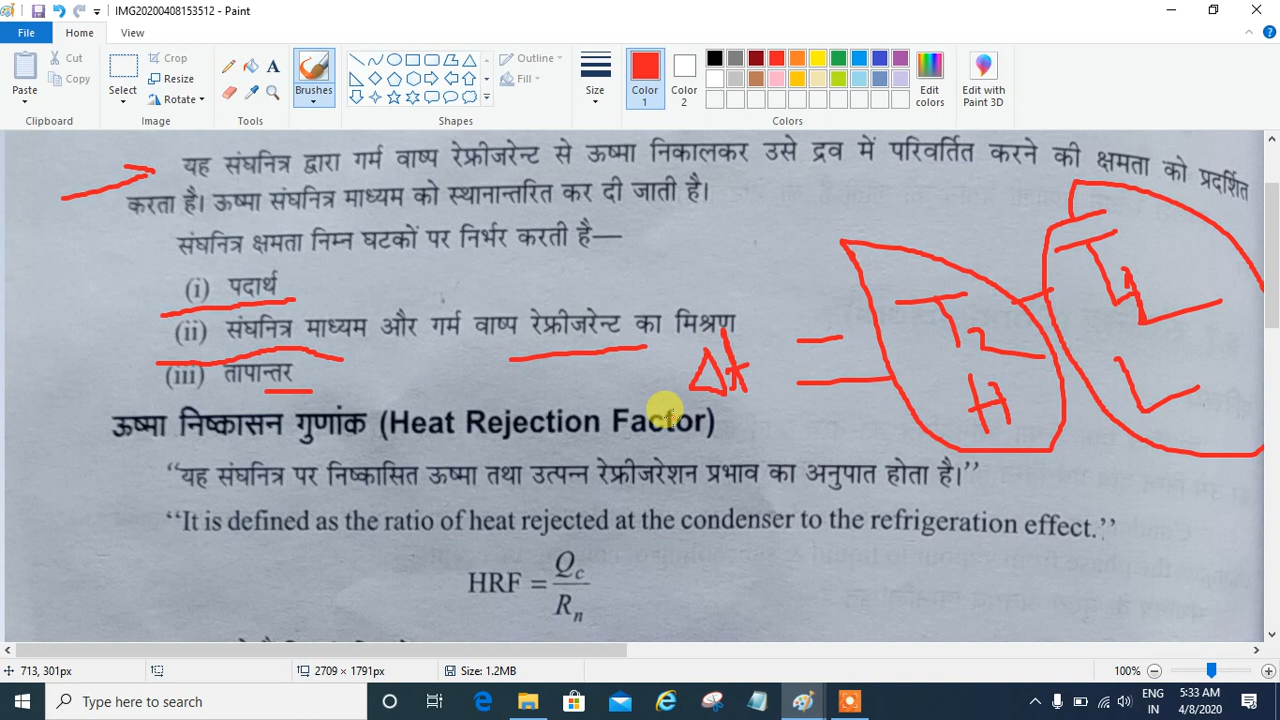 IMG20200408153512 - Paint
File Home View
Cut
Copy
Paste
Clipboard
Crop
Resize
Rotate
Select
Image
Tools
Brushes
Outline
Fill
Shapes
Size
Color 1
Color 2
Edit colors
Edit with Paint 3D
Colors
यह संघनित्र द्वारा गर्म वाष्प रेफ्रीजरेन्ट से ऊष्मा निकालकर उसे द्रव में परिवर्तित करने की क्षमता को प्रदर्शित
करता है। ऊष्मा संघनित्र माध्यम को स्थानान्तरित कर दी जाती है।
संघनित्र क्षमता निम्न घटकों पर निर्भर करती है—
(i) पदार्थ
(ii) संघनित्र माध्यम और गर्म वाष्प रेफ्रीजरेन्ट का मिश्रण
(iii) तापान्तर
Δt = T2 - T1
H L
ऊष्मा निष्कासन गुणांक (Heat Rejection Factor)
‘‘यह संघनित्र पर निष्कासित ऊष्मा तथा उत्पन्न रेफ्रीजरेशन प्रभाव का अनुपात होता है।’’
‘‘It is defined as the ratio of heat rejected at the condenser to the refrigeration effect.’’
HRF = Qc / Rn
713, 301px 2709 × 1791px Size: 1.2MB 100%
Type here to search ENG IN 5:33 AM 4/8/2020